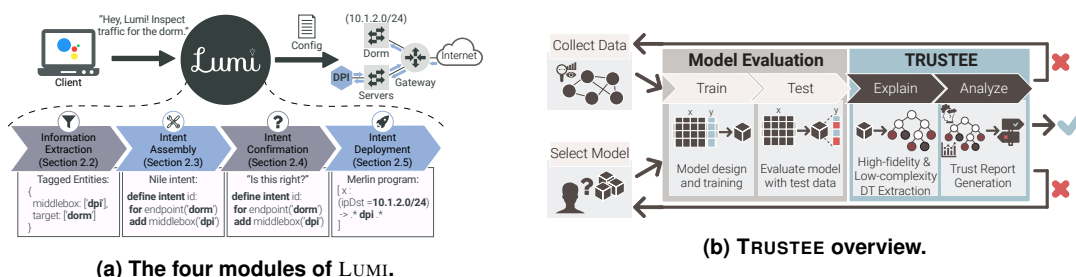 "Hey, Lumi! Inspect
traffic for the dorm."
Client
Lumi
Config
(10.1.2.0/24)
Dorm
DPI
Servers
Gateway
Internet
Information
Extraction
(Section 2.2)
Intent
Assembly
(Section 2.3)
?
Intent
Confirmation
(Section 2.4)
Intent
Deployment
(Section 2.5)
Tagged Entities:
{
middlebox: ['dpi'],
target: ['dorm']
}
Nile intent:
define intent id:
for endpoint('dorm')
add middlebox('dpi')
"Is this right?"
define intent id:
for endpoint('dorm')
add middlebox('dpi')
Merlin program:
[ x :
(ipDst =10.1.2.0/24)
-> .* dpi .*
]
(a) The four modules of LUMI.
Collect Data
Select Model
?
Model Evaluation
Train
Test
x y
x y
Model design
and training
Evaluate model
with test data
TRUSTEE
Explain
Analyze
High-fidelity &
Low-complexity
DT Extraction
Trust Report
Generation
(b) TRUSTEE overview.